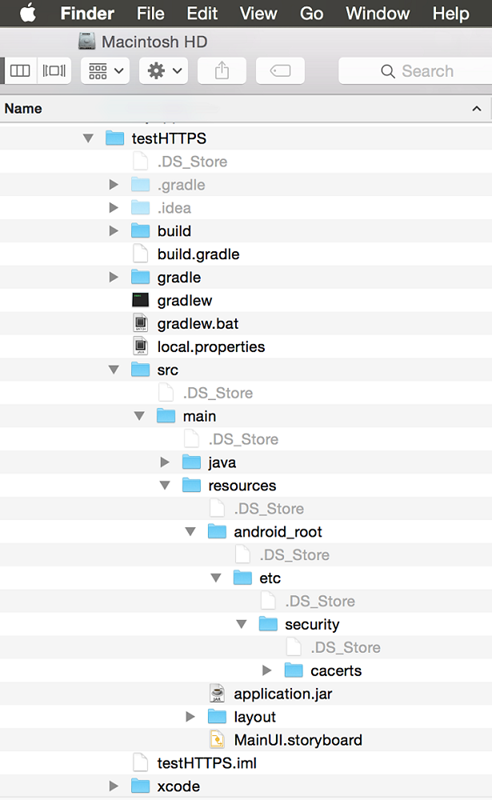 Finder File Edit View Go Window Help
Macintosh HD
Search
Name
testHTTPS
.DS_Store
.gradle
.idea
build
build.gradle
gradle
gradlew
gradlew.bat
local.properties
src
.DS_Store
main
.DS_Store
java
resources
.DS_Store
android_root
.DS_Store
etc
.DS_Store
security
.DS_Store
cacerts
application.jar
layout
MainUI.storyboard
testHTTPS.iml
xcode